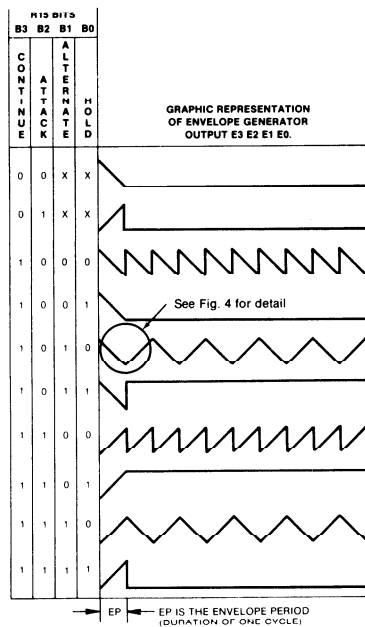 R15 BITS
B3 B2 B1 B0
CONTINUE ATTACK ALTERNATE HOLD
GRAPHIC REPRESENTATION
OF ENVELOPE GENERATOR
OUTPUT E3 E2 E1 E0.
0 0 X X
0 1 X X
1 0 0 0
1 0 0 1
See Fig. 4 for detail
1 0 1 0
1 0 1 1
1 1 0 0
1 1 0 1
1 1 1 0
1 1 1 1
EP EP IS THE ENVELOPE PERIOD
(DURATION OF ONE CYCLE)